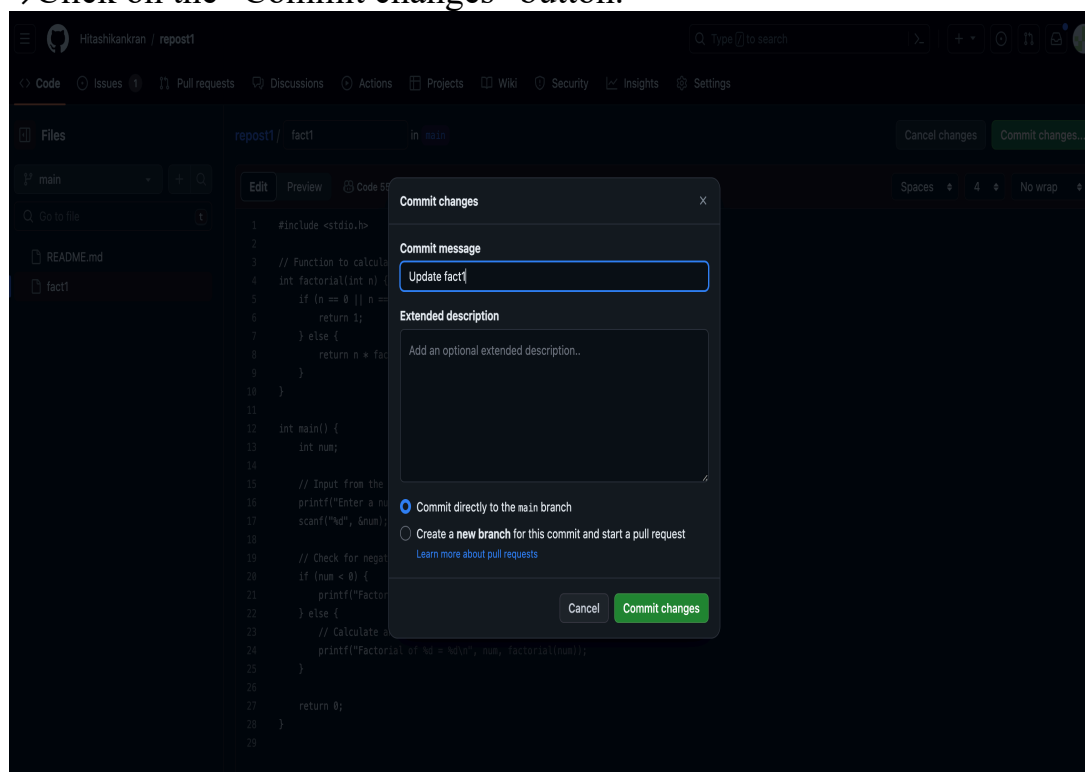 Click on the "Commit changes" button.
Hitashikankran / repost1
Type / to search
Code Issues 1 Pull requests Discussions Actions Projects Wiki Security Insights Settings
Files
repost1 / fact1 in main
Cancel changes Commit changes...
main
Edit Preview Code 55
Spaces 4 No wrap
Go to file t
README.md
fact1
Commit changes
Commit message
Update fact1
Extended description
Add an optional extended description..
Commit directly to the main branch
Create a new branch for this commit and start a pull request
Learn more about pull requests
Cancel Commit changes
1 #include <stdio.h>
2
3 // Function to calcula
4 int factorial(int n) {
5 if (n == 0 || n ==
6 return 1;
7 } else {
8 return n * fac
9 }
10 }
11
12 int main() {
13 int num;
14
15 // Input from the
16 printf("Enter a nu
17 scanf("%d", &num);
18
19 // Check for negat
20 if (num < 0) {
21 printf("Factor
22 } else {
23 // Calculate a
24 printf("Factorial of %d = %d\n", num, factorial(num));
25 }
26
27 return 0;
28 }
29